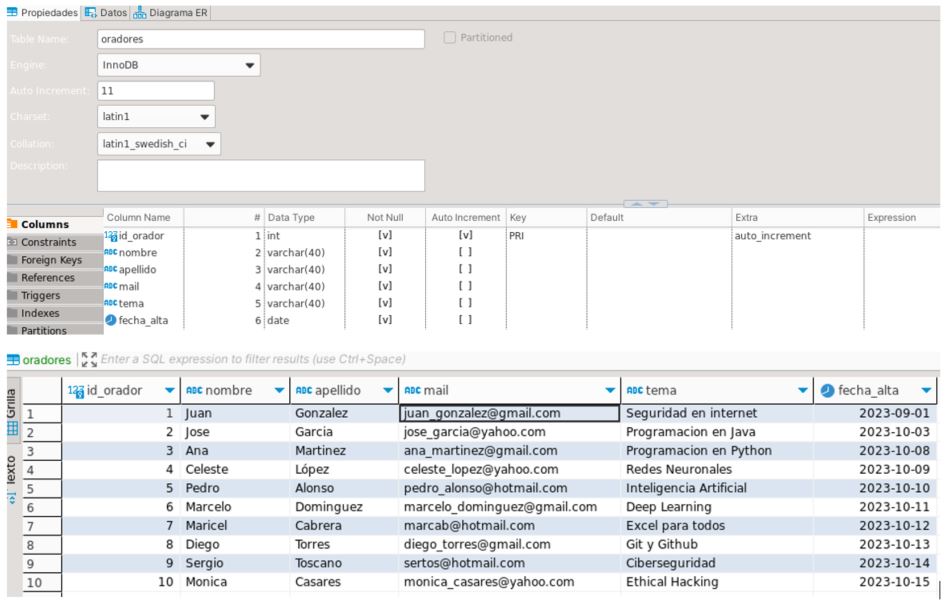 Propiedades Datos Diagrama ER
Table Name: oradores Partitioned
Engine: InnoDB
Auto Increment: 11
Charset: latin1
Collation: latin1_swedish_ci
Description:
Columns
Constraints
Foreign Keys
References
Triggers
Indexes
Partitions
Column Name # Data Type Not Null Auto Increment Key Default Extra Expression
123 id_orador 1 int [v] [v] PRI auto_increment
ABC nombre 2 varchar(40) [v] [ ]
ABC apellido 3 varchar(40) [v] [ ]
ABC mail 4 varchar(40) [v] [ ]
ABC tema 5 varchar(40) [v] [ ]
fecha_alta 6 date [v] [ ]
oradores Enter a SQL expression to filter results (use Ctrl+Space)
Grilla
Texto
123 id_orador ABC nombre ABC apellido ABC mail ABC tema fecha_alta
1 1 Juan Gonzalez juan_gonzalez@gmail.com Seguridad en internet 2023-09-01
2 2 Jose Garcia jose_garcia@yahoo.com Programacion en Java 2023-10-03
3 3 Ana Martinez ana_martinez@gmail.com Programacion en Python 2023-10-08
4 4 Celeste López celeste_lopez@yahoo.com Redes Neuronales 2023-10-09
5 5 Pedro Alonso pedro_alonso@hotmail.com Inteligencia Artificial 2023-10-10
6 6 Marcelo Dominguez marcelo_dominguez@gmail.com Deep Learning 2023-10-11
7 7 Maricel Cabrera marcab@hotmail.com Excel para todos 2023-10-12
8 8 Diego Torres diego_torres@gmail.com Git y Github 2023-10-13
9 9 Sergio Toscano sertos@hotmail.com Ciberseguridad 2023-10-14
10 10 Monica Casares monica_casares@yahoo.com Ethical Hacking 2023-10-15